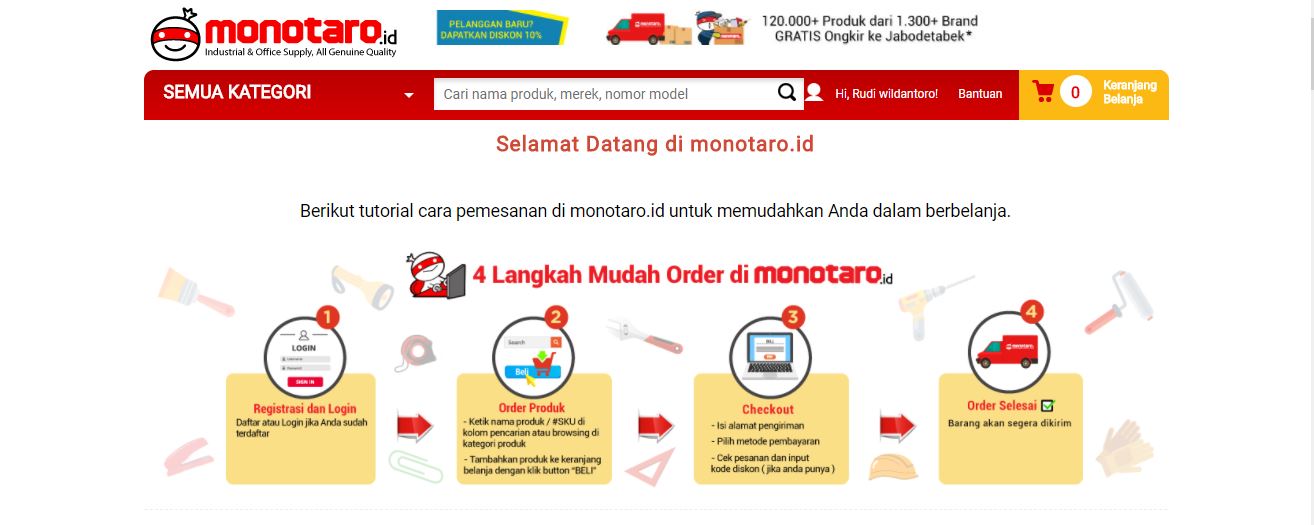 monotaro.id
Industrial & Office Supply, All Genuine Quality
PELANGGAN BARU?
DAPATKAN DISKON 10%
120.000+ Produk dari 1.300+ Brand
GRATIS Ongkir ke Jabodetabek*
SEMUA KATEGORI
Cari nama produk, merek, nomor model
Hi, Rudi wildantoro!
Bantuan
0
Keranjang
Belanja
Selamat Datang di monotaro.id
Berikut tutorial cara pemesanan di monotaro.id untuk memudahkan Anda dalam berbelanja.
4 Langkah Mudah Order di monotaro.id
1
LOGIN
Username
Password
SIGN IN
Registrasi dan Login
Daftar atau Login jika Anda sudah
terdaftar
2
Search
Beli
Order Produk
- Ketik nama produk / #SKU di
kolom pencarian atau browsing di
kategori produk
- Tambahkan produk ke keranjang
belanja dengan klik button "BELI"
3
BELI
Checkout
- Isi alamat pengiriman
- Pilih metode pembayaran
- Cek pesanan dan input
kode diskon ( jika anda punya )
4
Order Selesai
Barang akan segera dikirim